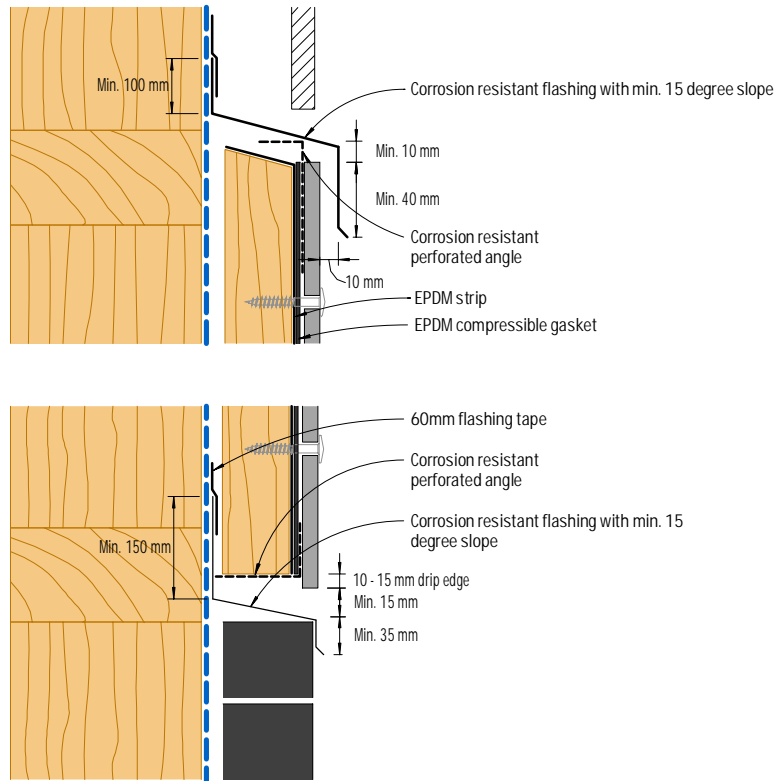 Min. 100 mm
Corrosion resistant flashing with min. 15 degree slope
Min. 10 mm
Min. 40 mm
Corrosion resistant
perforated angle
10 mm
EPDM strip
EPDM compressible gasket
60mm flashing tape
Corrosion resistant
perforated angle
Corrosion resistant flashing with min. 15
degree slope
Min. 150 mm
10 - 15 mm drip edge
Min. 15 mm
Min. 35 mm